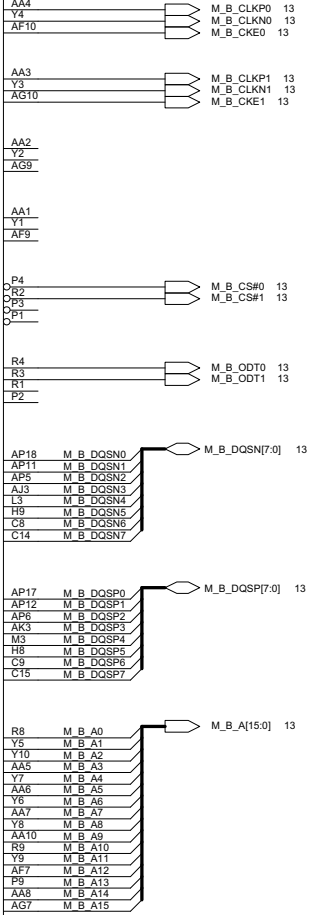 AA4 M_B_CLKP0 13
Y4 M_B_CLKN0 13
AF10 M_B_CKE0 13
AA3 M_B_CLKP1 13
Y3 M_B_CLKN1 13
AG10 M_B_CKE1 13
AA2
Y2
AG9
AA1
Y1
AF9
P4 M_B_CS#0 13
R2 M_B_CS#1 13
P3
P1
R4 M_B_ODT0 13
R3 M_B_ODT1 13
R1
P2
M_B_DQSN[7:0] 13
AP18 M_B_DQSN0
AP11 M_B_DQSN1
AP5 M_B_DQSN2
AJ3 M_B_DQSN3
L3 M_B_DQSN4
H9 M_B_DQSN5
C8 M_B_DQSN6
C14 M_B_DQSN7
M_B_DQSP[7:0] 13
AP17 M_B_DQSP0
AP12 M_B_DQSP1
AP6 M_B_DQSP2
AK3 M_B_DQSP3
M3 M_B_DQSP4
H8 M_B_DQSP5
C9 M_B_DQSP6
C15 M_B_DQSP7
M_B_A[15:0] 13
R8 M_B_A0
Y5 M_B_A1
Y10 M_B_A2
AA5 M_B_A3
Y7 M_B_A4
AA6 M_B_A5
Y6 M_B_A6
AA7 M_B_A7
Y8 M_B_A8
AA10 M_B_A9
R9 M_B_A10
Y9 M_B_A11
AF7 M_B_A12
P9 M_B_A13
AA8 M_B_A14
AG7 M_B_A15